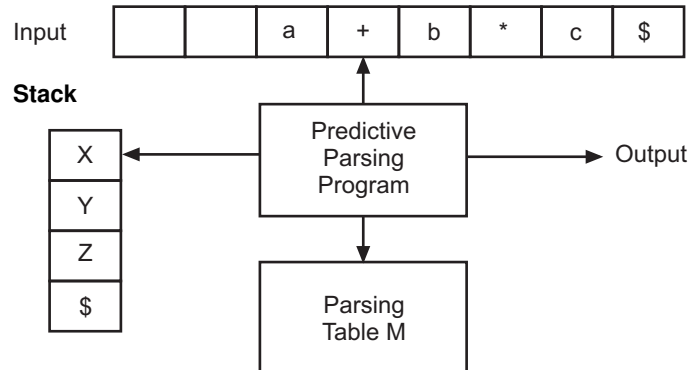 Input a + b * c $
Stack
X
Y
Z
$
Predictive
Parsing
Program
Output
Parsing
Table M